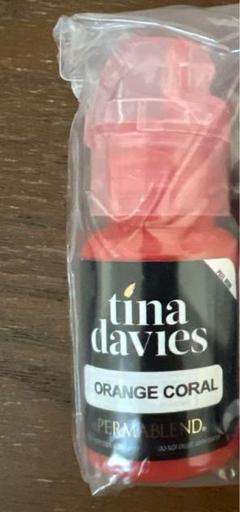 tina
davies
ORANGE CORAL
PERMABLEND®